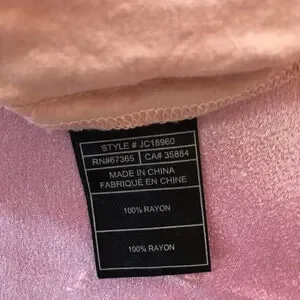 STYLE # JC18960
RN#67365 CA# 35884
MADE IN CHINA
FABRIQUÉ EN CHINE
100% RAYON
100% RAYON